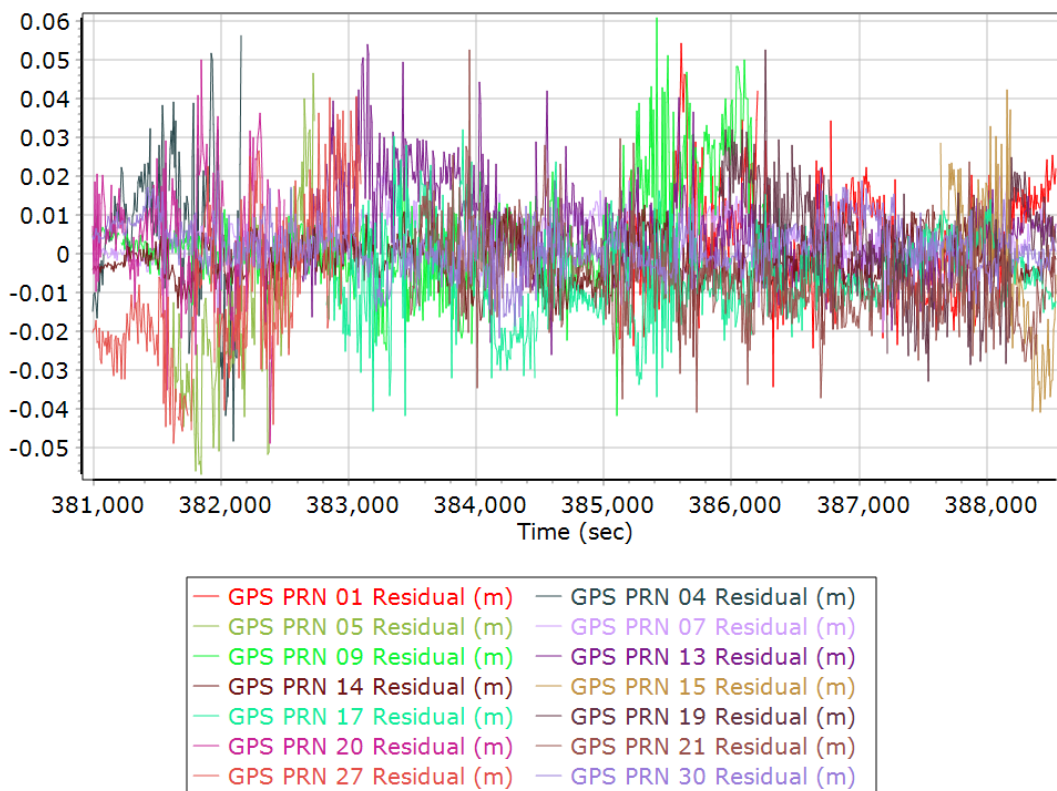 0.06
0.05
0.04
0.03
0.02
0.01
0
-0.01
-0.02
-0.03
-0.04
-0.05
381,000 382,000 383,000 384,000 385,000 386,000 387,000 388,000
Time (sec)
GPS PRN 01 Residual (m) GPS PRN 04 Residual (m)
GPS PRN 05 Residual (m) GPS PRN 07 Residual (m)
GPS PRN 09 Residual (m) GPS PRN 13 Residual (m)
GPS PRN 14 Residual (m) GPS PRN 15 Residual (m)
GPS PRN 17 Residual (m) GPS PRN 19 Residual (m)
GPS PRN 20 Residual (m) GPS PRN 21 Residual (m)
GPS PRN 27 Residual (m) GPS PRN 30 Residual (m)